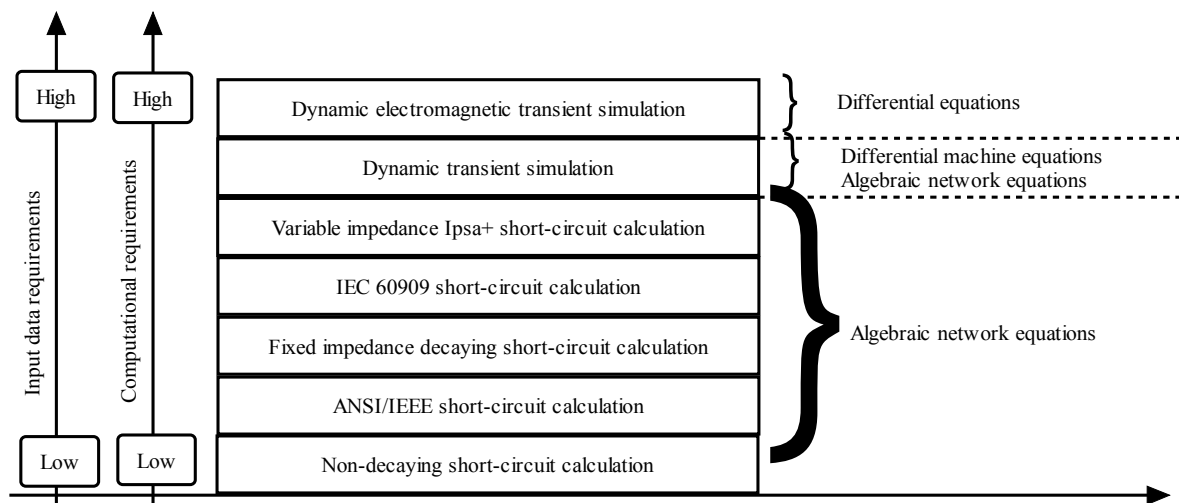 High
High
Input data requirements
Computational requirements
Low
Low
Dynamic electromagnetic transient simulation
Dynamic transient simulation
Variable impedance Ipsa+ short-circuit calculation
IEC 60909 short-circuit calculation
Fixed impedance decaying short-circuit calculation
ANSI/IEEE short-circuit calculation
Non-decaying short-circuit calculation
Differential equations
Differential machine equations
Algebraic network equations
Algebraic network equations